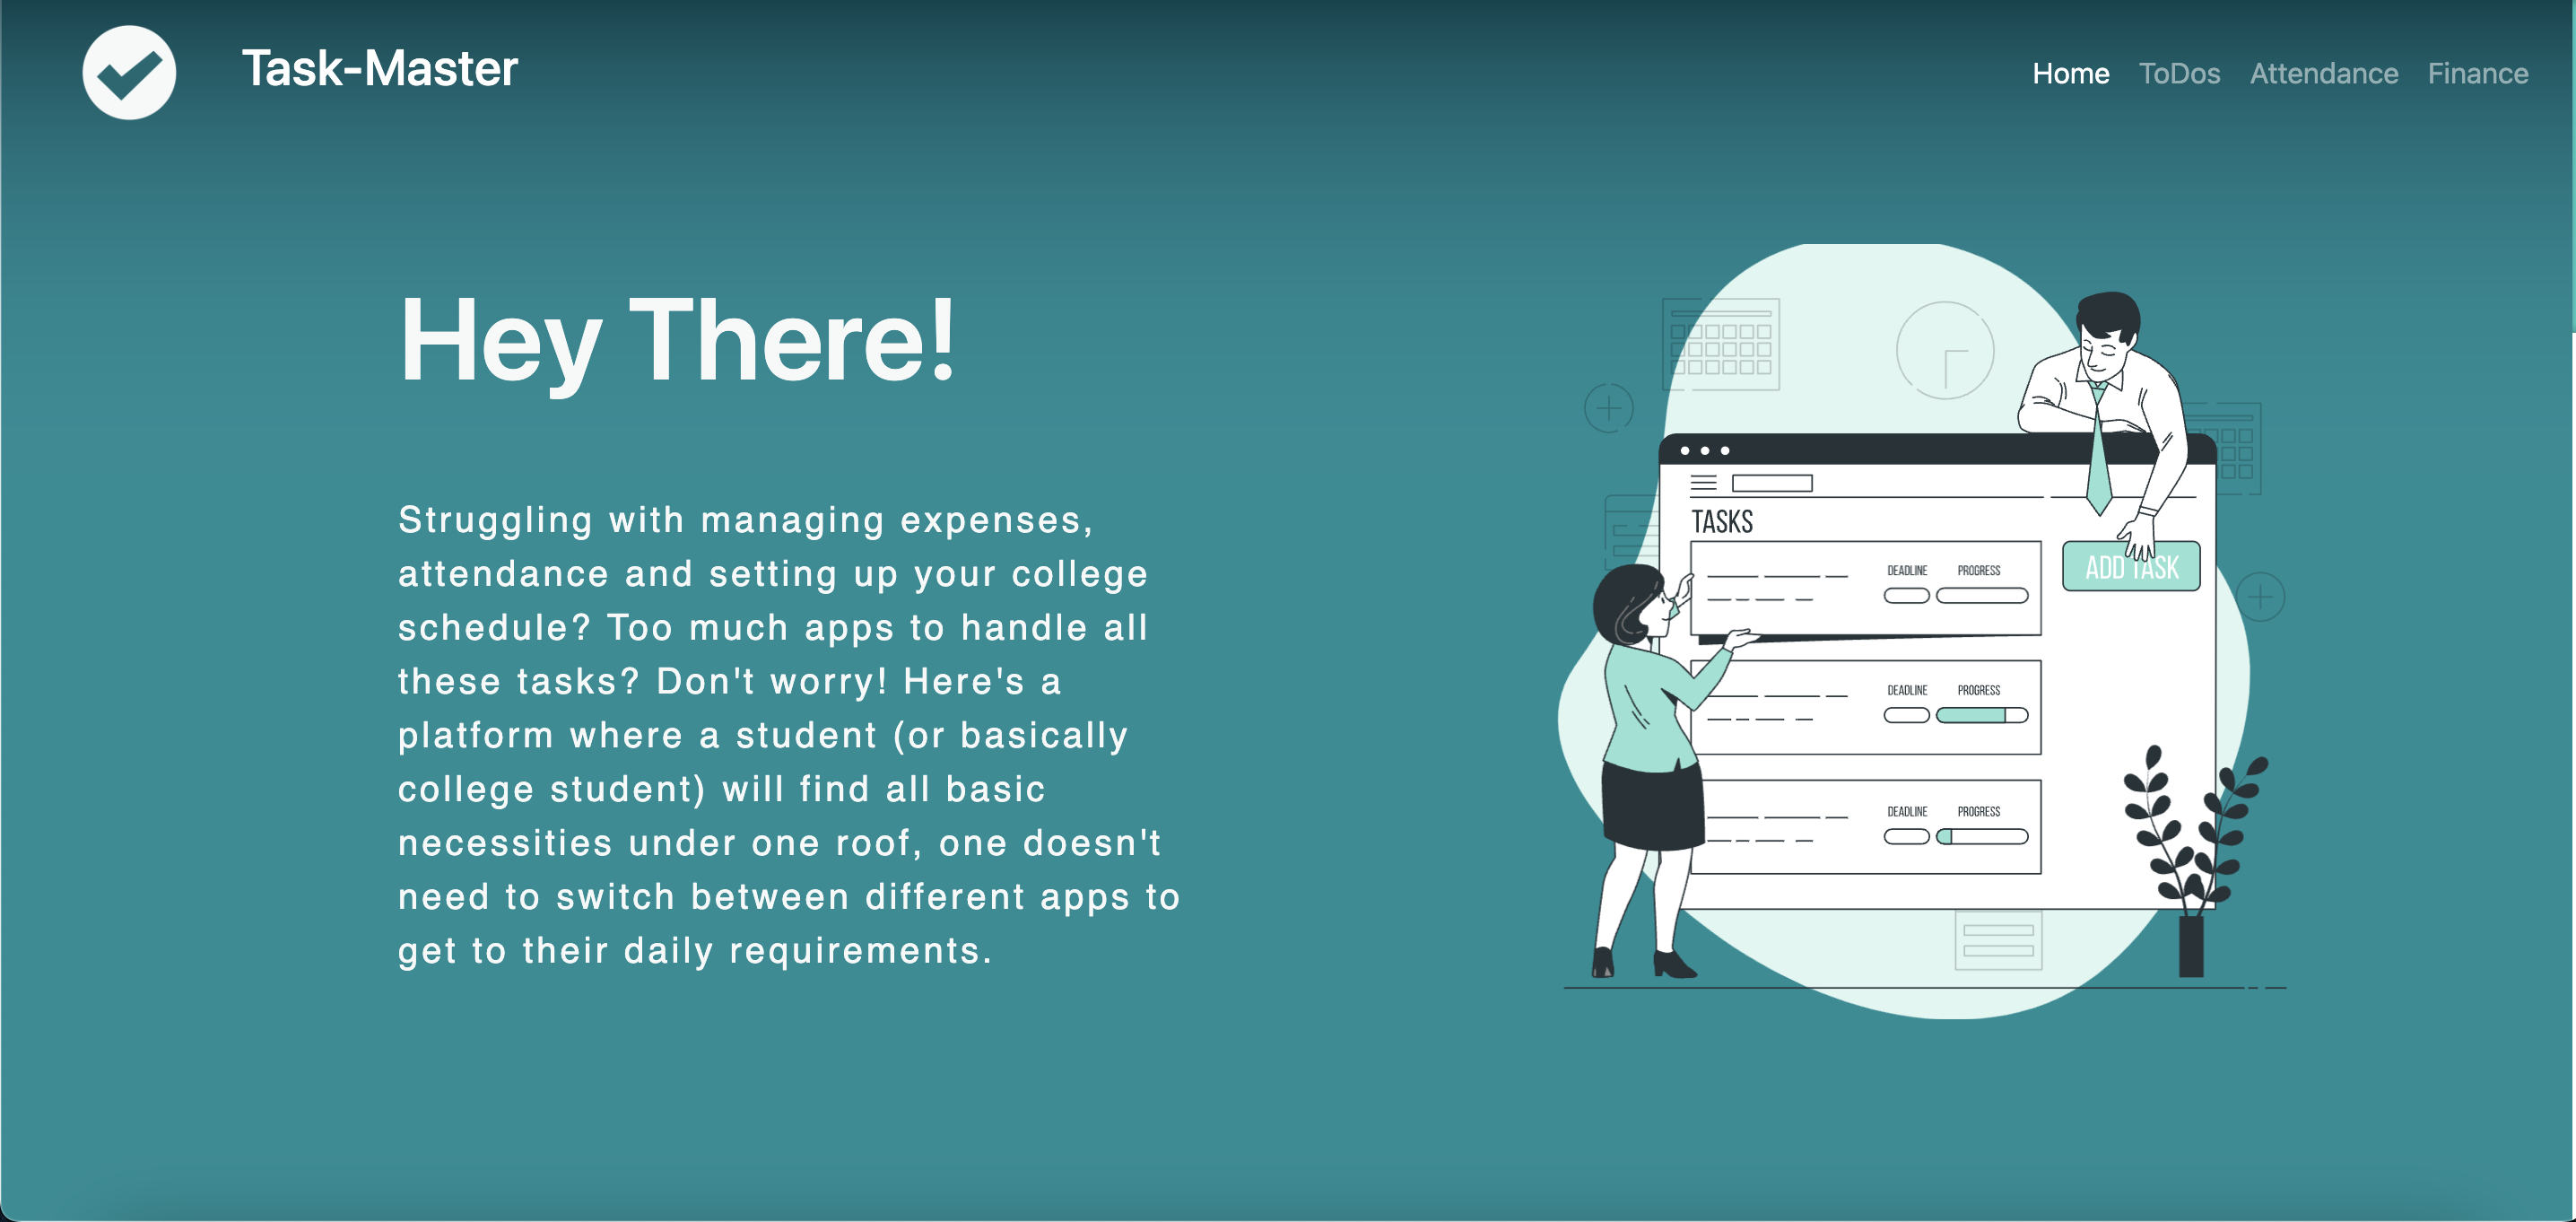 Task-Master
Home ToDos Attendance Finance
Hey There!
Struggling with managing expenses,
attendance and setting up your college
schedule? Too much apps to handle all
these tasks? Don't worry! Here's a
platform where a student (or basically
college student) will find all basic
necessities under one roof, one doesn't
need to switch between different apps to
get to their daily requirements.
TASKS
ADD TASK
DEADLINE PROGRESS
DEADLINE PROGRESS
DEADLINE PROGRESS